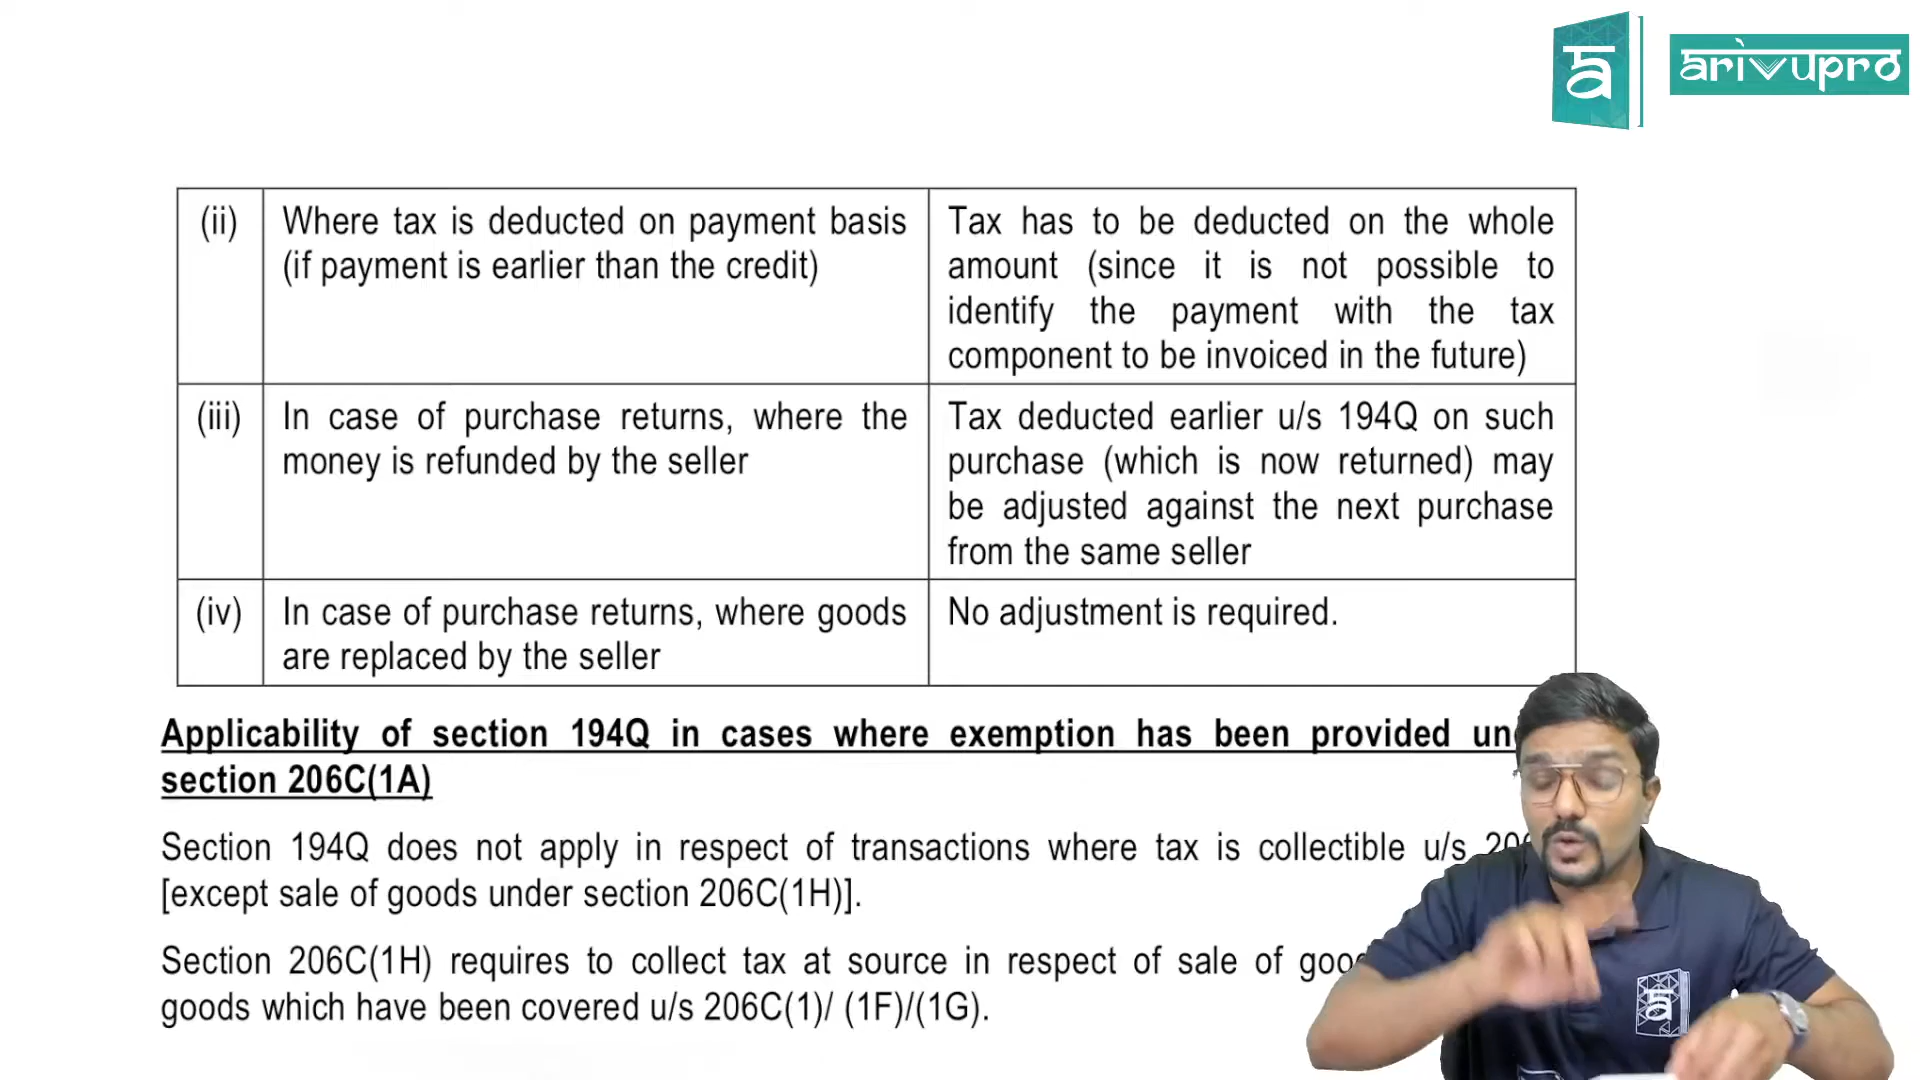 a
arivupro
(ii) Where tax is deducted on payment basis
(if payment is earlier than the credit)
Tax has to be deducted on the whole
amount (since it is not possible to
identify the payment with the tax
component to be invoiced in the future)
(iii) In case of purchase returns, where the
money is refunded by the seller
Tax deducted earlier u/s 194Q on such
purchase (which is now returned) may
be adjusted against the next purchase
from the same seller
(iv) In case of purchase returns, where goods
are replaced by the seller
No adjustment is required.
Applicability of section 194Q in cases where exemption has been provided
section 206C(1A)
Section 194Q does not apply in respect of transactions where tax is collectible u/s
[except sale of goods under section 206C(1H)].
Section 206C(1H) requires to collect tax at source in respect of sale of
goods which have been covered u/s 206C(1)/ (1F)/(1G).
a